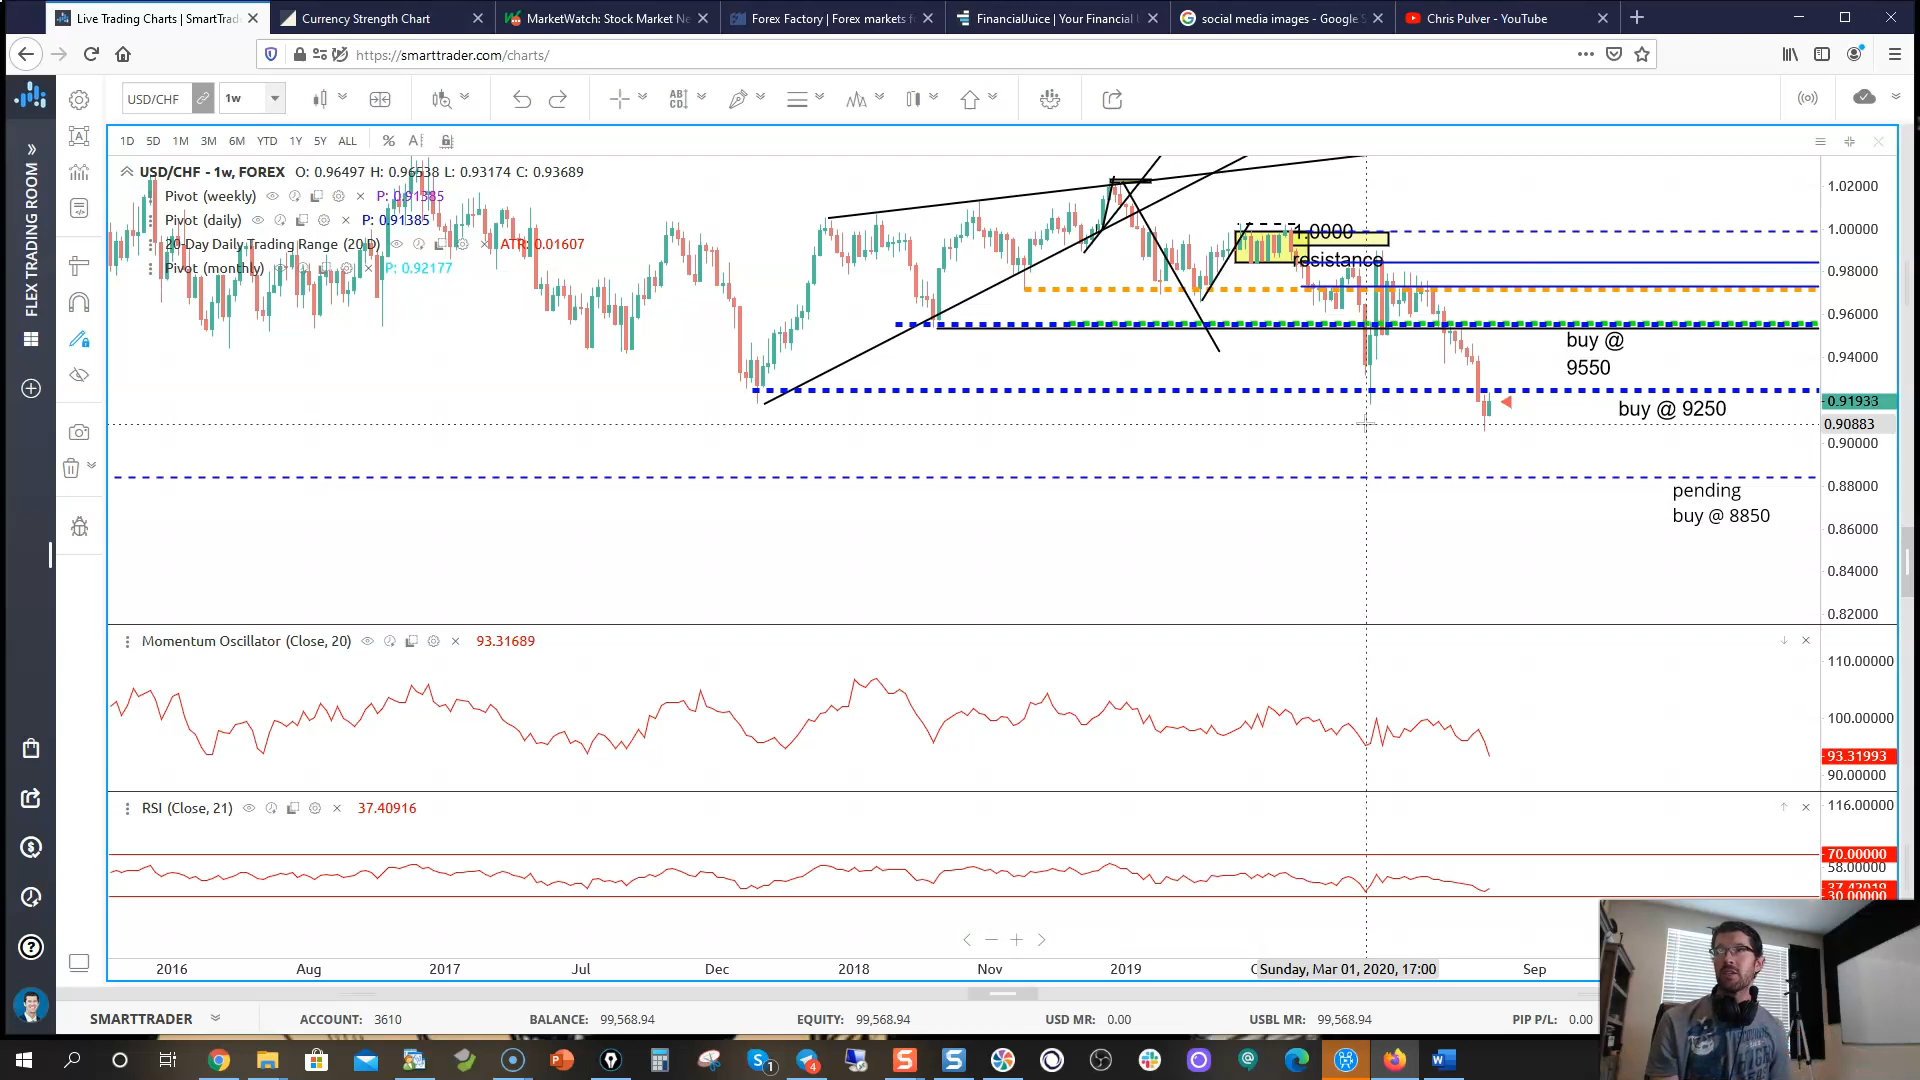 Live Trading Charts | SmartTrad
Currency Strength Chart
MarketWatch: Stock Market Ne
Forex Factory | Forex markets f
FinancialJuice | Your Financial
social media images - Google S
Chris Pulver - YouTube
https://smarttrader.com/charts/
USD/CHF
1w
AB
CD
1D 5D 1M 3M 6M YTD 1Y 5Y ALL
USD/CHF - 1w, FOREX O: 0.96497 H: 0.96538 L: 0.93174 C: 0.93689
Pivot (weekly) P: 0.91385
Pivot (daily) P: 0.91385
20-Day Daily Trading Range (20 D) ATR: 0.01607
Pivot (monthly) P: 0.92177
FLEX TRADING ROOM
1.0000
resistance
buy @
9550
buy @ 9250
pending
buy @ 8850
1.02000
1.00000
0.98000
0.96000
0.94000
0.91933
0.90883
0.90000
0.88000
0.86000
0.84000
0.82000
Momentum Oscillator (Close, 20) 93.31689
110.00000
100.00000
93.31993
90.00000
RSI (Close, 21) 37.40916
116.00000
70.00000
58.00000
30.00000
2016 Aug 2017 Jul Dec 2018 Nov 2019 Sunday, Mar 01, 2020, 17:00 Sep
SMARTTRADER ACCOUNT: 3610 BALANCE: 99,568.94 EQUITY: 99,568.94 USD MR: 0.00 USBL MR: 99,568.94 PIP P/L: 0.00